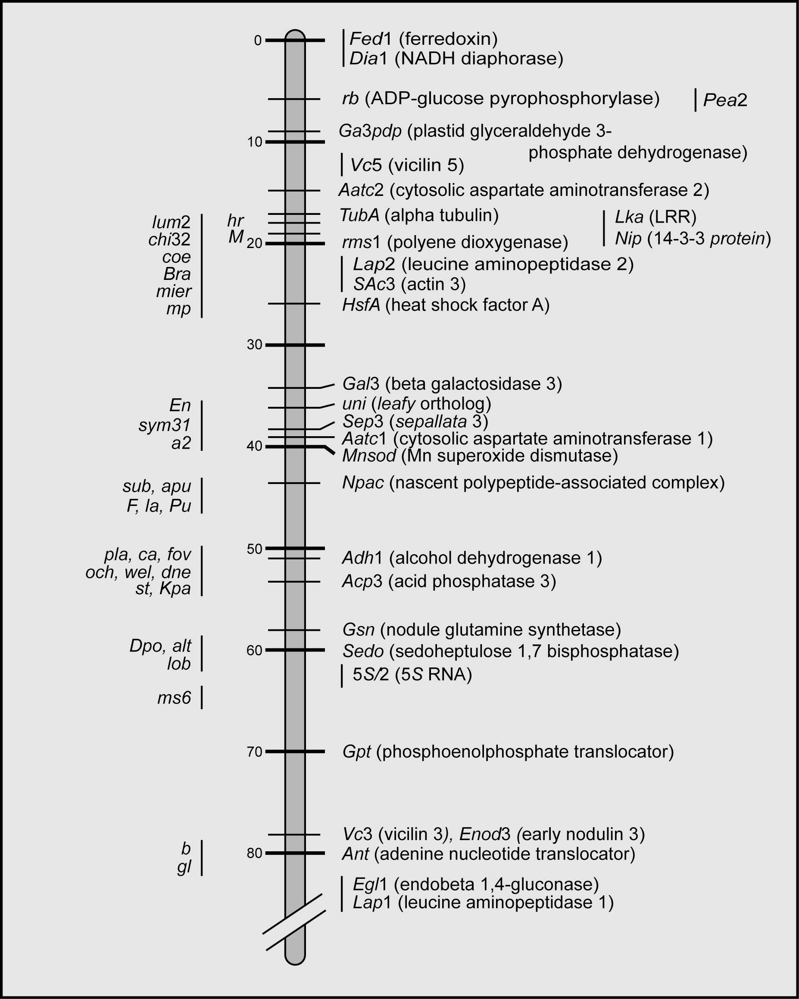 0
Fed1 (ferredoxin)
Dia1 (NADH diaphorase)
rb (ADP-glucose pyrophosphorylase)
Pea2
Ga3pdp (plastid glyceraldehyde 3-
10
phosphate dehydrogenase)
Vc5 (vicilin 5)
Aatc2 (cytosolic aspartate aminotransferase 2)
lum2
hr
TubA (alpha tubulin)
Lka (LRR)
chi32
M
20
rms1 (polyene dioxygenase)
Nip (14-3-3 protein)
coe
Lap2 (leucine aminopeptidase 2)
Bra
SAc3 (actin 3)
mier
mp
HsfA (heat shock factor A)
30
Gal3 (beta galactosidase 3)
En
uni (leafy ortholog)
sym31
Sep3 (sepallata 3)
a2
Aatc1 (cytosolic aspartate aminotransferase 1)
40
Mnsod (Mn superoxide dismutase)
sub, apu
Npac (nascent polypeptide-associated complex)
F, la, Pu
50
pla, ca, fov
Adh1 (alcohol dehydrogenase 1)
och, wel, dne
st, Kpa
Acp3 (acid phosphatase 3)
Gsn (nodule glutamine synthetase)
Dpo, alt
60
Sedo (sedoheptulose 1,7 bisphosphatase)
lob
5S/2 (5S RNA)
ms6
70
Gpt (phosphoenolphosphate translocator)
Vc3 (vicilin 3), Enod3 (early nodulin 3)
b
80
Ant (adenine nucleotide translocator)
gl
Egl1 (endobeta 1,4-gluconase)
Lap1 (leucine aminopeptidase 1)